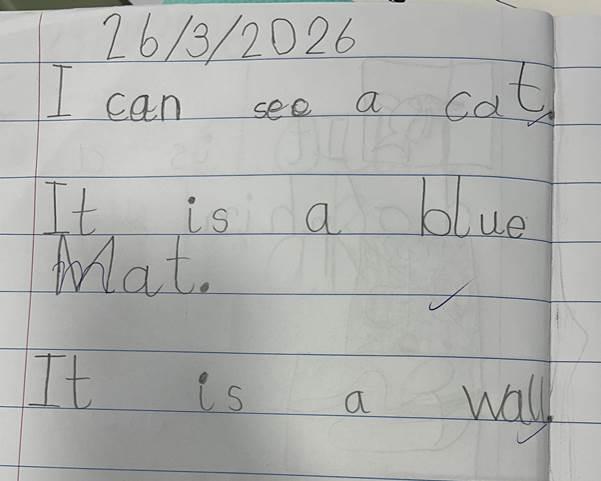 26/3/2026
I can see a cat.
It is a blue
Mat.
It is a wall.